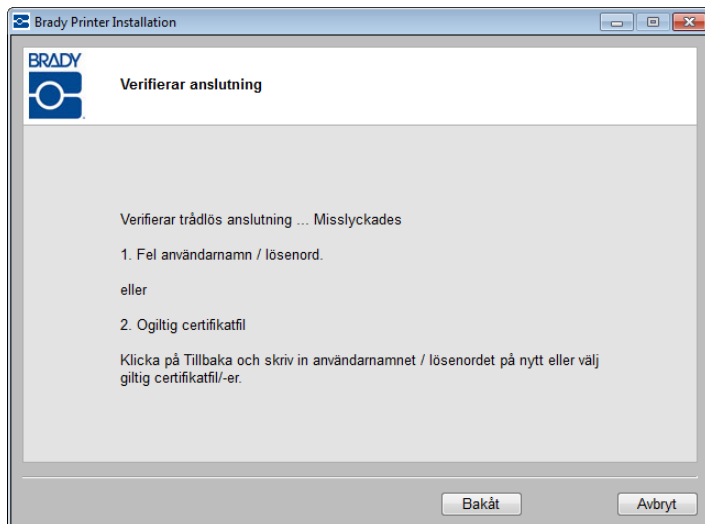 Brady Printer Installation
BRADY
Verifierar anslutning
Verifierar trådlös anslutning ... Misslyckades
1. Fel användarnamn / lösenord.
eller
2. Ogiltig certifikatfil
Klicka på Tillbaka och skriv in användarnamnet / lösenordet på nytt eller välj
giltig certifikatfil/-er.
Bakåt
Avbryt